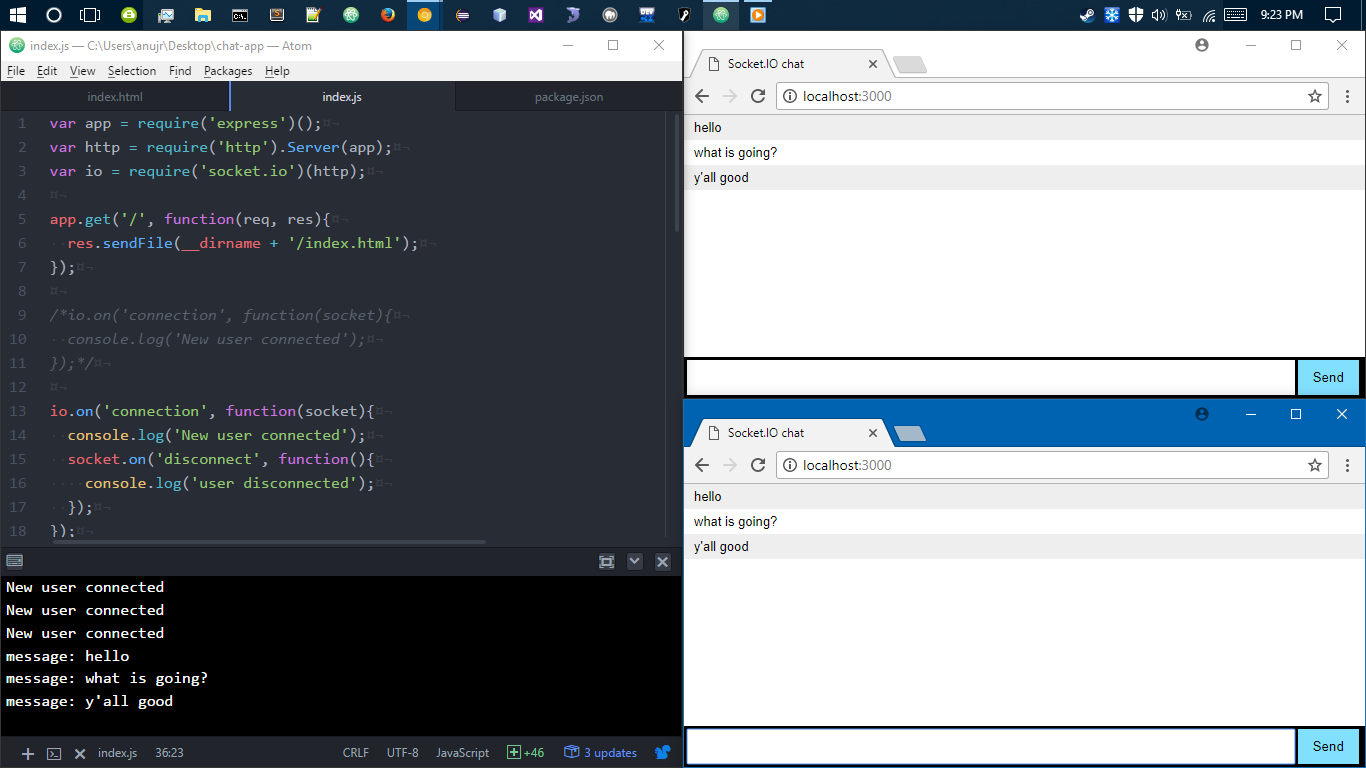 9:23 PM
index.js — C:\Users\anujr\Desktop\chat-app — Atom
File Edit View Selection Find Packages Help
index.html index.js package.json
1 var app = require('express')();
2 var http = require('http').Server(app);
3 var io = require('socket.io')(http);
4
5 app.get('/', function(req, res){
6 res.sendFile(__dirname + '/index.html');
7 });
8
9 /*io.on('connection', function(socket){
10 console.log('New user connected');
11 });*/
12
13 io.on('connection', function(socket){
14 console.log('New user connected');
15 socket.on('disconnect', function(){
16 console.log('user disconnected');
17 });
18 });
New user connected
New user connected
New user connected
message: hello
message: what is going?
message: y'all good
index.js 36:23 CRLF UTF-8 JavaScript +46 3 updates
Socket.IO chat
localhost:3000
hello
what is going?
y'all good
Send
Socket.IO chat
localhost:3000
hello
what is going?
y'all good
Send